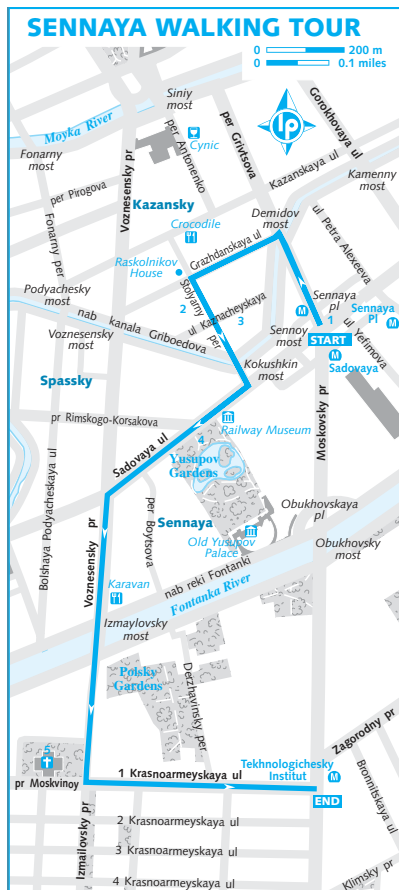 SENNAYA WALKING TOUR
0 200 m
0 0.1 miles
lp
Siniy
most
Moyka River
Fonarny
most
Cynic
per Antonenko
per Grivtsova
Gorokhovaya ul
Kazanskaya ul
Kamenny
most
Voznesensky pr
per Pirogova
Fonarny per
Kazansky
Crocodile
Demidov
most
Grazhdanskaya ul
ul Petra Alexeeva
Raskolnikov
House
Podyachesky
most
2
Stolyarny per
ul Kaznacheyskaya
3
nab kanala Griboedova
Voznesensky
most
Sennaya
pl
1
Sennaya
Pl
M
M
Sennoy
most
START
ul Yefimova
M
Sadovaya
Kokushkin
most
Spassky
Moskovsky pr
pr Rimskogo-Korsakova
Railway Museum
4
Sadovaya ul
Yusupov
Gardens
Bolshaya Podyacheskaya ul
Voznesensky pr
per Boytsova
Sennaya
Obukhovskaya
pl
Old Yusupov
Palace
Obukhovsky
most
nab reki Fontanki
Fontanka River
Karavan
Izmaylovsky
most
Polsky
Gardens
Derzhavinsky per
Zagorodny pr
Tekhnologichesky
Institut
M
Bronnitskaya ul
5
1 Krasnoarmeyskaya ul
pr Moskvinoy
END
Izmailovsky pr
2 Krasnoarmeyskaya ul
3 Krasnoarmeyskaya ul
4 Krasnoarmeyskaya ul
Klimsky pr